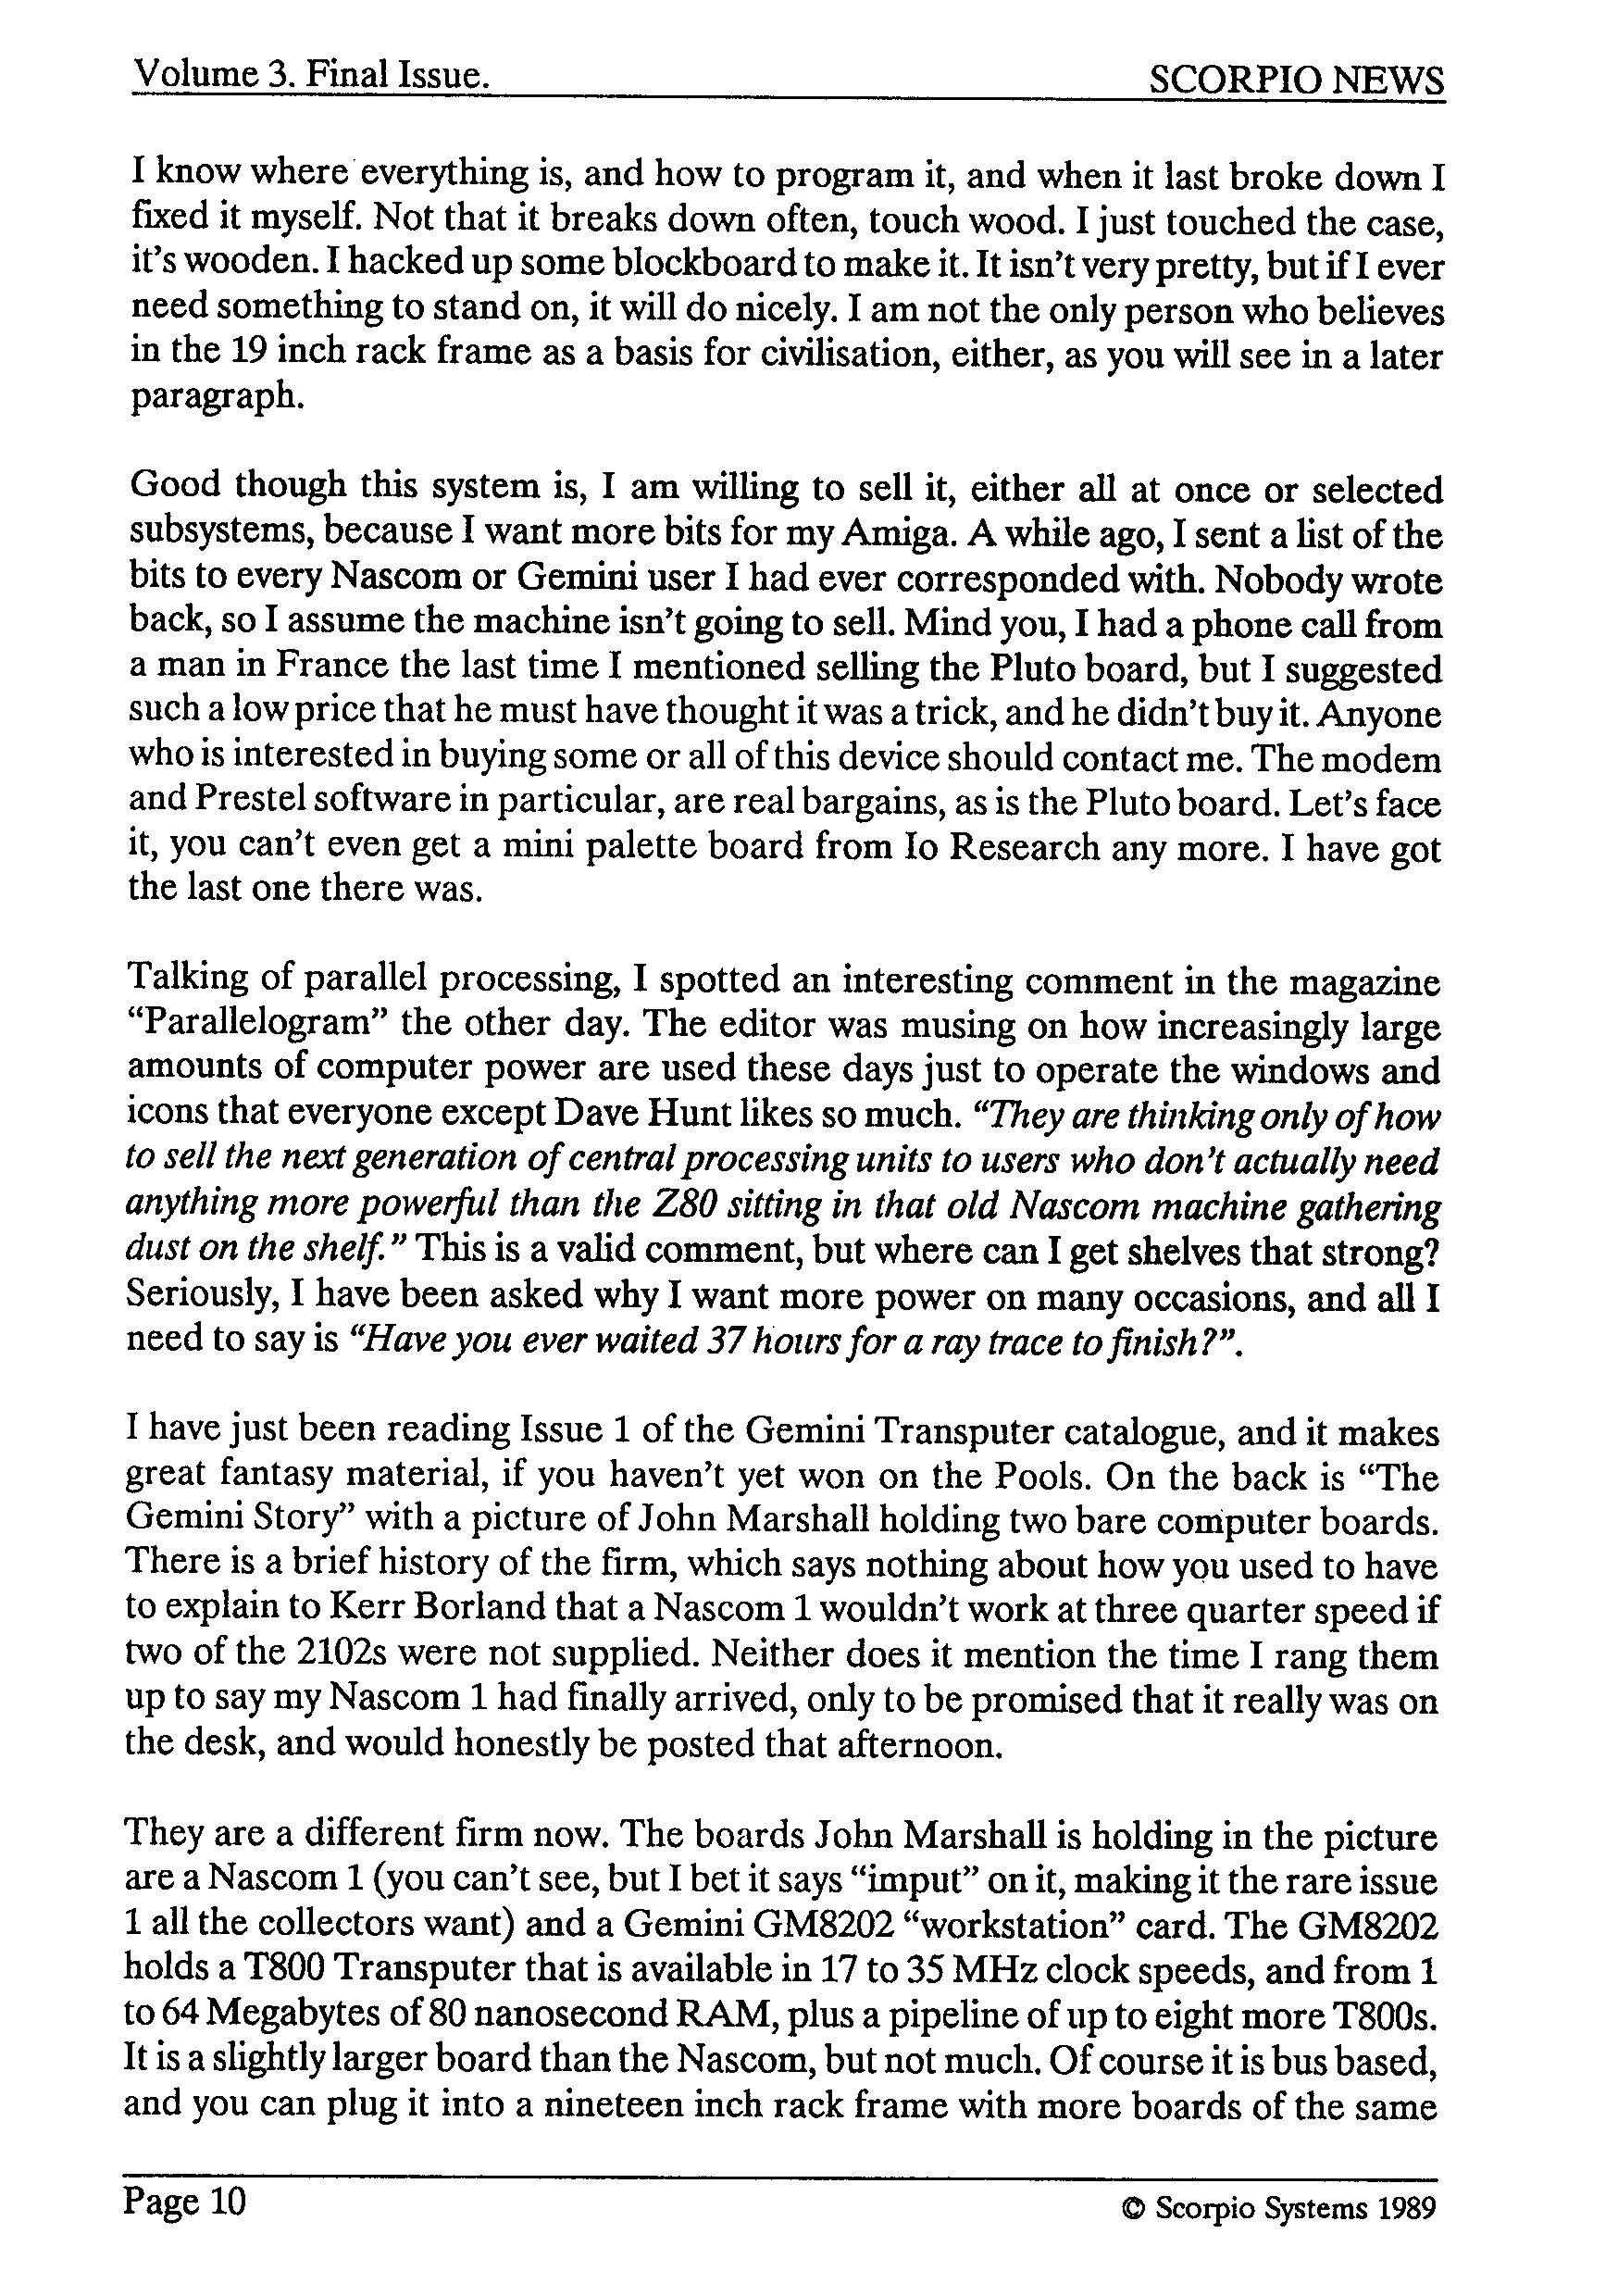 Volume 3. Final Issue.
SCORPIO NEWS
I know where everything is, and how to program it, and when it last broke down I
fixed it myself. Not that it breaks down often, touch wood. I just touched the case,
it's wooden. I hacked up some blockboard to make it. It isn't very pretty, but if I ever
need something to stand on, it will do nicely. I am not the only person who believes
in the 19 inch rack frame as a basis for civilisation, either, as you will see in a later
paragraph.
Good though this system is, I am willing to sell it, either all at once or selected
subsystems, because I want more bits for my Amiga. A while ago, I sent a list of the
bits to every Nascom or Gemini user I had ever corresponded with. Nobody wrote
back, so I assume the machine isn't going to sell. Mind you, I had a phone call from
a man in France the last time I mentioned selling the Pluto board, but I suggested
such a low price that he must have thought it was a trick, and he didn't buy it. Anyone
who is interested in buying some or all of this device should contact me. The modem
and Prestel software in particular, are real bargains, as is the Pluto board. Let's face
it, you can't even get a mini palette board from Io Research any more. I have got
the last one there was.
Talking of parallel processing, I spotted an interesting comment in the magazine
“Parallelogram” the other day. The editor was musing on how increasingly large
amounts of computer power are used these days just to operate the windows and
icons that everyone except Dave Hunt likes so much. “They are thinking only of how
to sell the next generation of central processing units to users who don't actually need
anything more powerful than the Z80 sitting in that old Nascom machine gathering
dust on the shelf.” This is a valid comment, but where can I get shelves that strong?
Seriously, I have been asked why I want more power on many occasions, and all I
need to say is “Have you ever waited 37 hours for a ray trace to finish?”.
I have just been reading Issue 1 of the Gemini Transputer catalogue, and it makes
great fantasy material, if you haven't yet won on the Pools. On the back is “The
Gemini Story” with a picture of John Marshall holding two bare computer boards.
There is a brief history of the firm, which says nothing about how you used to have
to explain to Kerr Borland that a Nascom 1 wouldn't work at three quarter speed if
two of the 2102s were not supplied. Neither does it mention the time I rang them
up to say my Nascom 1 had finally arrived, only to be promised that it really was on
the desk, and would honestly be posted that afternoon.
They are a different firm now. The boards John Marshall is holding in the picture
are a Nascom 1 (you can't see, but I bet it says “imput” on it, making it the rare issue
1 all the collectors want) and a Gemini GM8202 “workstation” card. The GM8202
holds a T800 Transputer that is available in 17 to 35 MHz clock speeds, and from 1
to 64 Megabytes of 80 nanosecond RAM, plus a pipeline of up to eight more T800s.
It is a slightly larger board than the Nascom, but not much. Of course it is bus based,
and you can plug it into a nineteen inch rack frame with more boards of the same
Page 10
© Scorpio Systems 1989